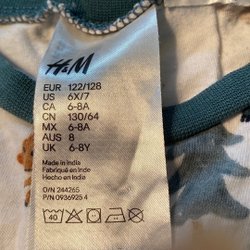 H&M
EUR 122/128
US 6X/7
CA 6-8A
CN 130/64
MX 6-8A
AUS 8
UK 6-8Y
Made in India
Fabriqué en Inde
Hecho en India
O/N 244265
P/N 0936925 4
40